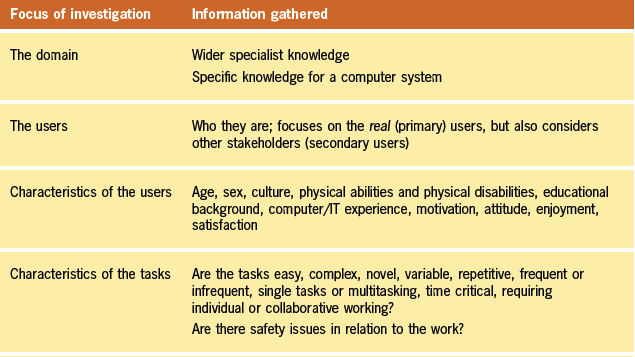 Focus of investigation Information gathered
The domain Wider specialist knowledge
Specific knowledge for a computer system
The users Who they are; focuses on the real (primary) users, but also considers
other stakeholders (secondary users)
Characteristics of the users Age, sex, culture, physical abilities and physical disabilities, educational
background, computer/IT experience, motivation, attitude, enjoyment,
satisfaction
Characteristics of the tasks Are the tasks easy, complex, novel, variable, repetitive, frequent or
infrequent, single tasks or multitasking, time critical, requiring
individual or collaborative working?
Are there safety issues in relation to the work?